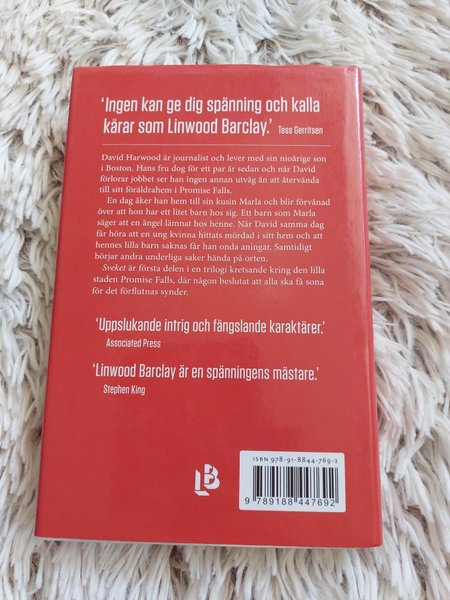 ‘Ingen kan ge dig spänning och kalla
kårar som Linwood Barclay.’ Tess Gerritsen
David Harwood är journalist och lever med sin nioårige son
i Boston. Hans fru dog för ett par år sedan och när David
förlorar jobbet ser han ingen annan utväg än att återvända
till sitt föräldrahem i Promise Falls.
En dag åker han hem till sin kusin Marla och blir förvånad
över att hon har ett litet barn hos sig. Ett barn som Marla
säger att en ängel lämnat hos henne. När David samma dag
får höra att en ung kvinna hittats mördad i sitt hem och att
hennes lilla barn saknas får han onda aningar. Samtidigt
börjar andra underliga saker hända på orten.
Sveket är första delen i en trilogi kretsande kring den lilla
staden Promise Falls, där någon beslutat att alla ska få sona
för det förflutnas synder.
‘Uppslukande intrig och fängslande karaktärer.’
Associated Press
‘Linwood Barclay är en spänningens mästare.’
Stephen King
LB
ISBN 978-91-8844-769-2
9 789188 447692